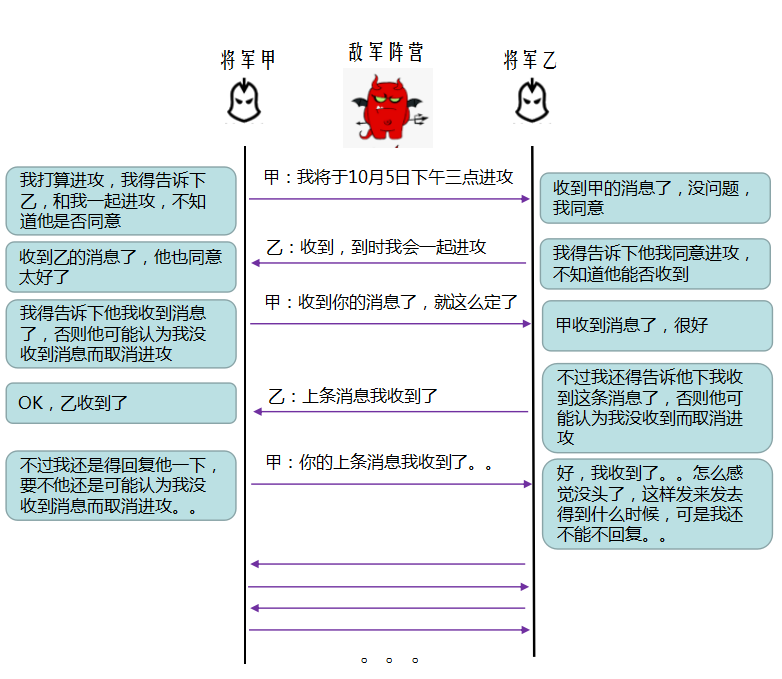 将军甲
敌军阵营
将军乙
我打算进攻，我得告诉下
乙，和我一起进攻，不知
道他是否同意
甲：我将于10月5日下午三点进攻
收到甲的消息了，没问题，
我同意
收到乙的消息了，他也同意
太好了
乙：收到，到时我会一起进攻
我得告诉下他我同意进攻，
不知道他能否收到
我得告诉下他我收到消息
了，否则他可能认为我没
收到消息而取消进攻
甲：收到你的消息了，就这么定了
甲收到消息了，很好
OK，乙收到了
乙：上条消息我收到了
不过我还得告诉他下我收
到这条消息了，否则他可
能认为我没收到而取消进
攻
不过我还是得回复他一下，
要不他还是可能认为我没
收到消息而取消进攻。。
甲：你的上条消息我收到了。。
好，我收到了。。怎么感
觉没头了，这样发来发去
得到什么时候，可是我还
不能不回复。。
。。。